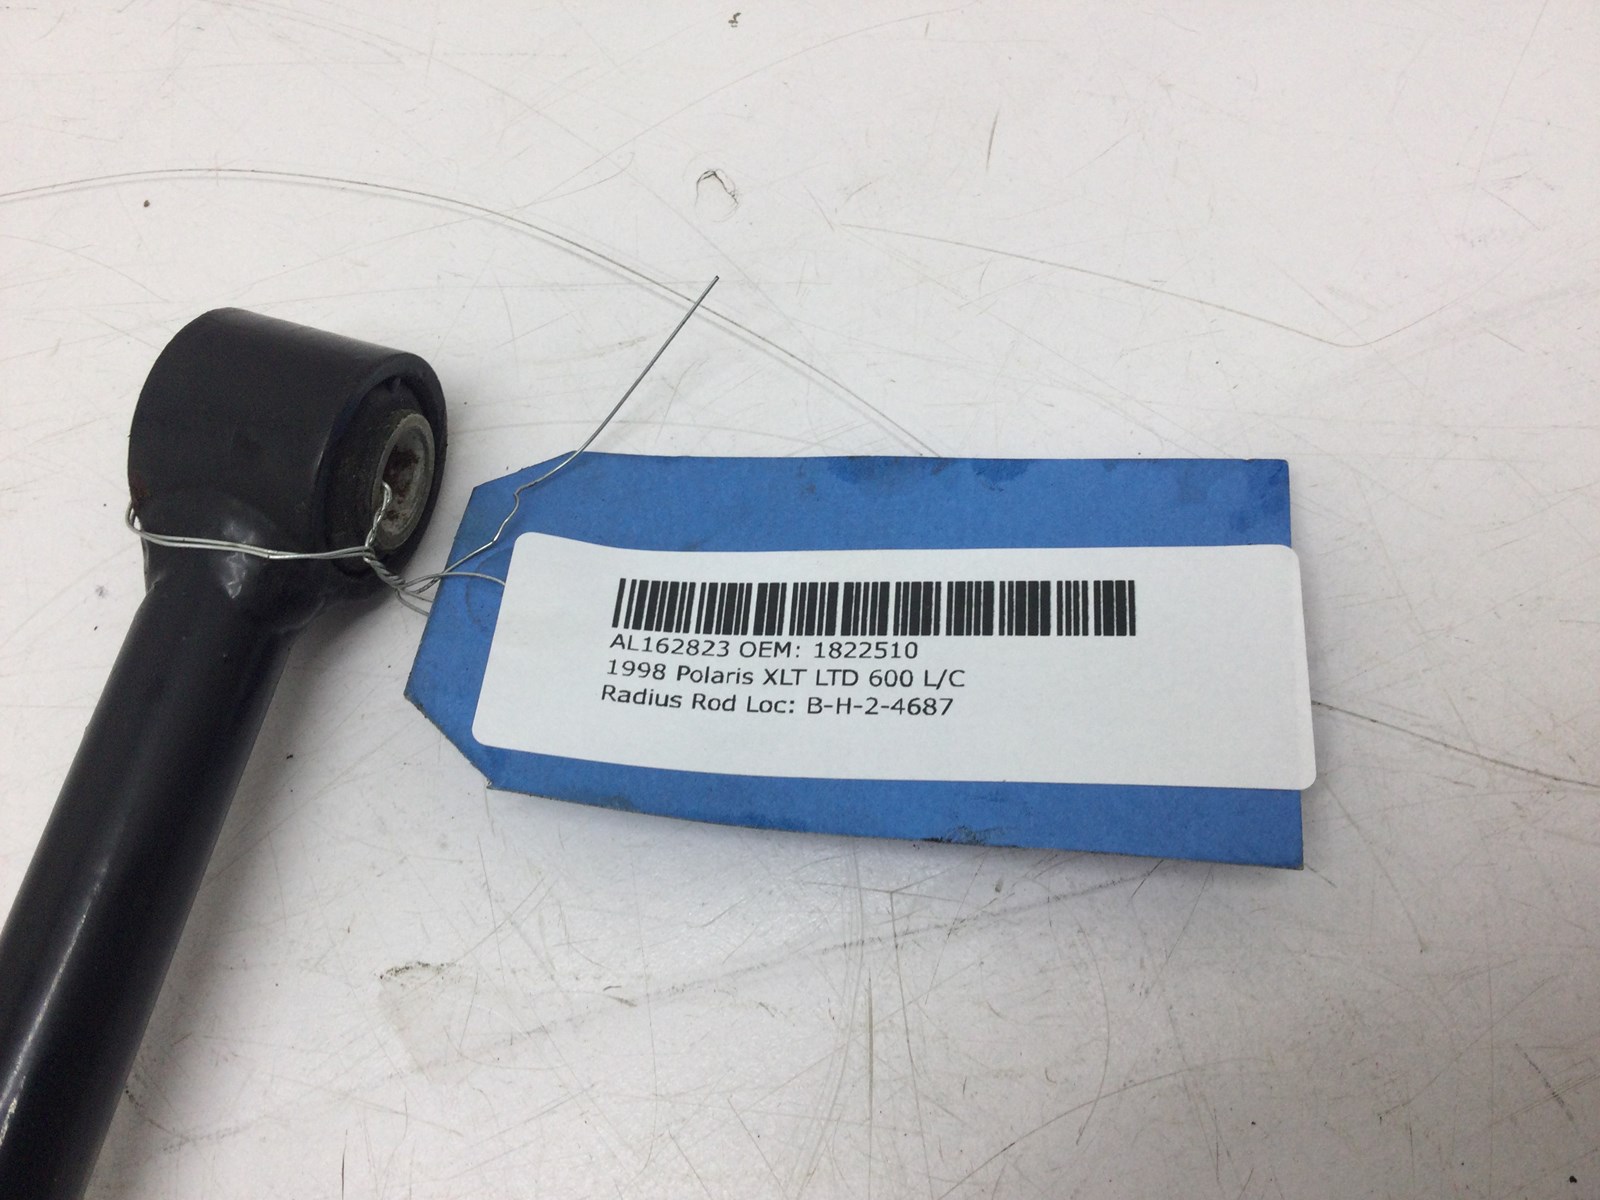 AL162823 OEM: 1822510
1998 Polaris XLT LTD 600 L/C
Radius Rod Loc: B-H-2-4687